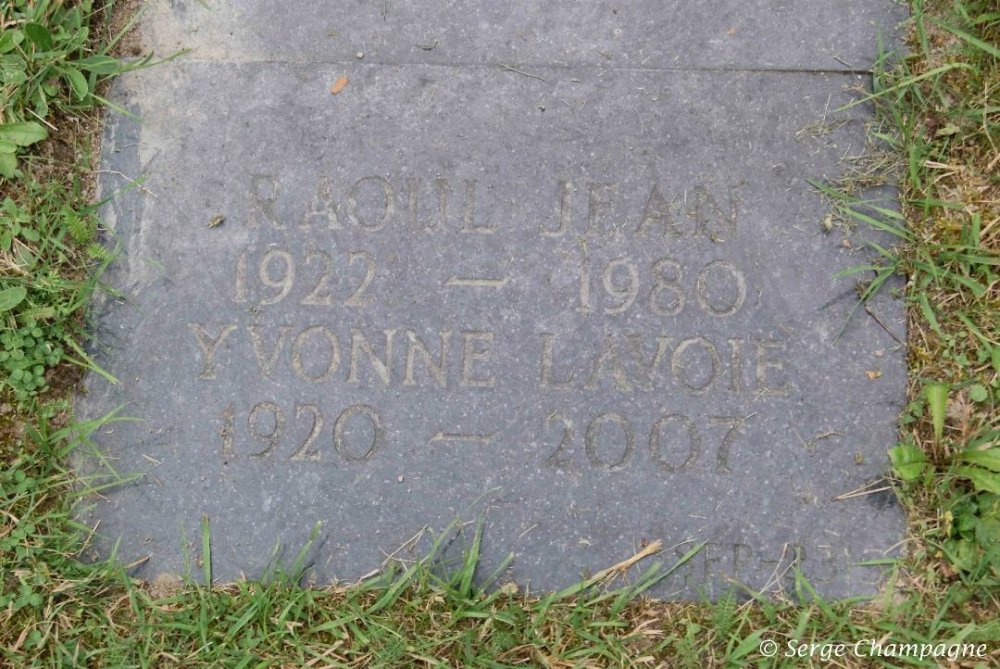 RAOUL JEAN
1922 — 1980
YVONNE LAVOIE
1920 — 2007
© Serge Champagne